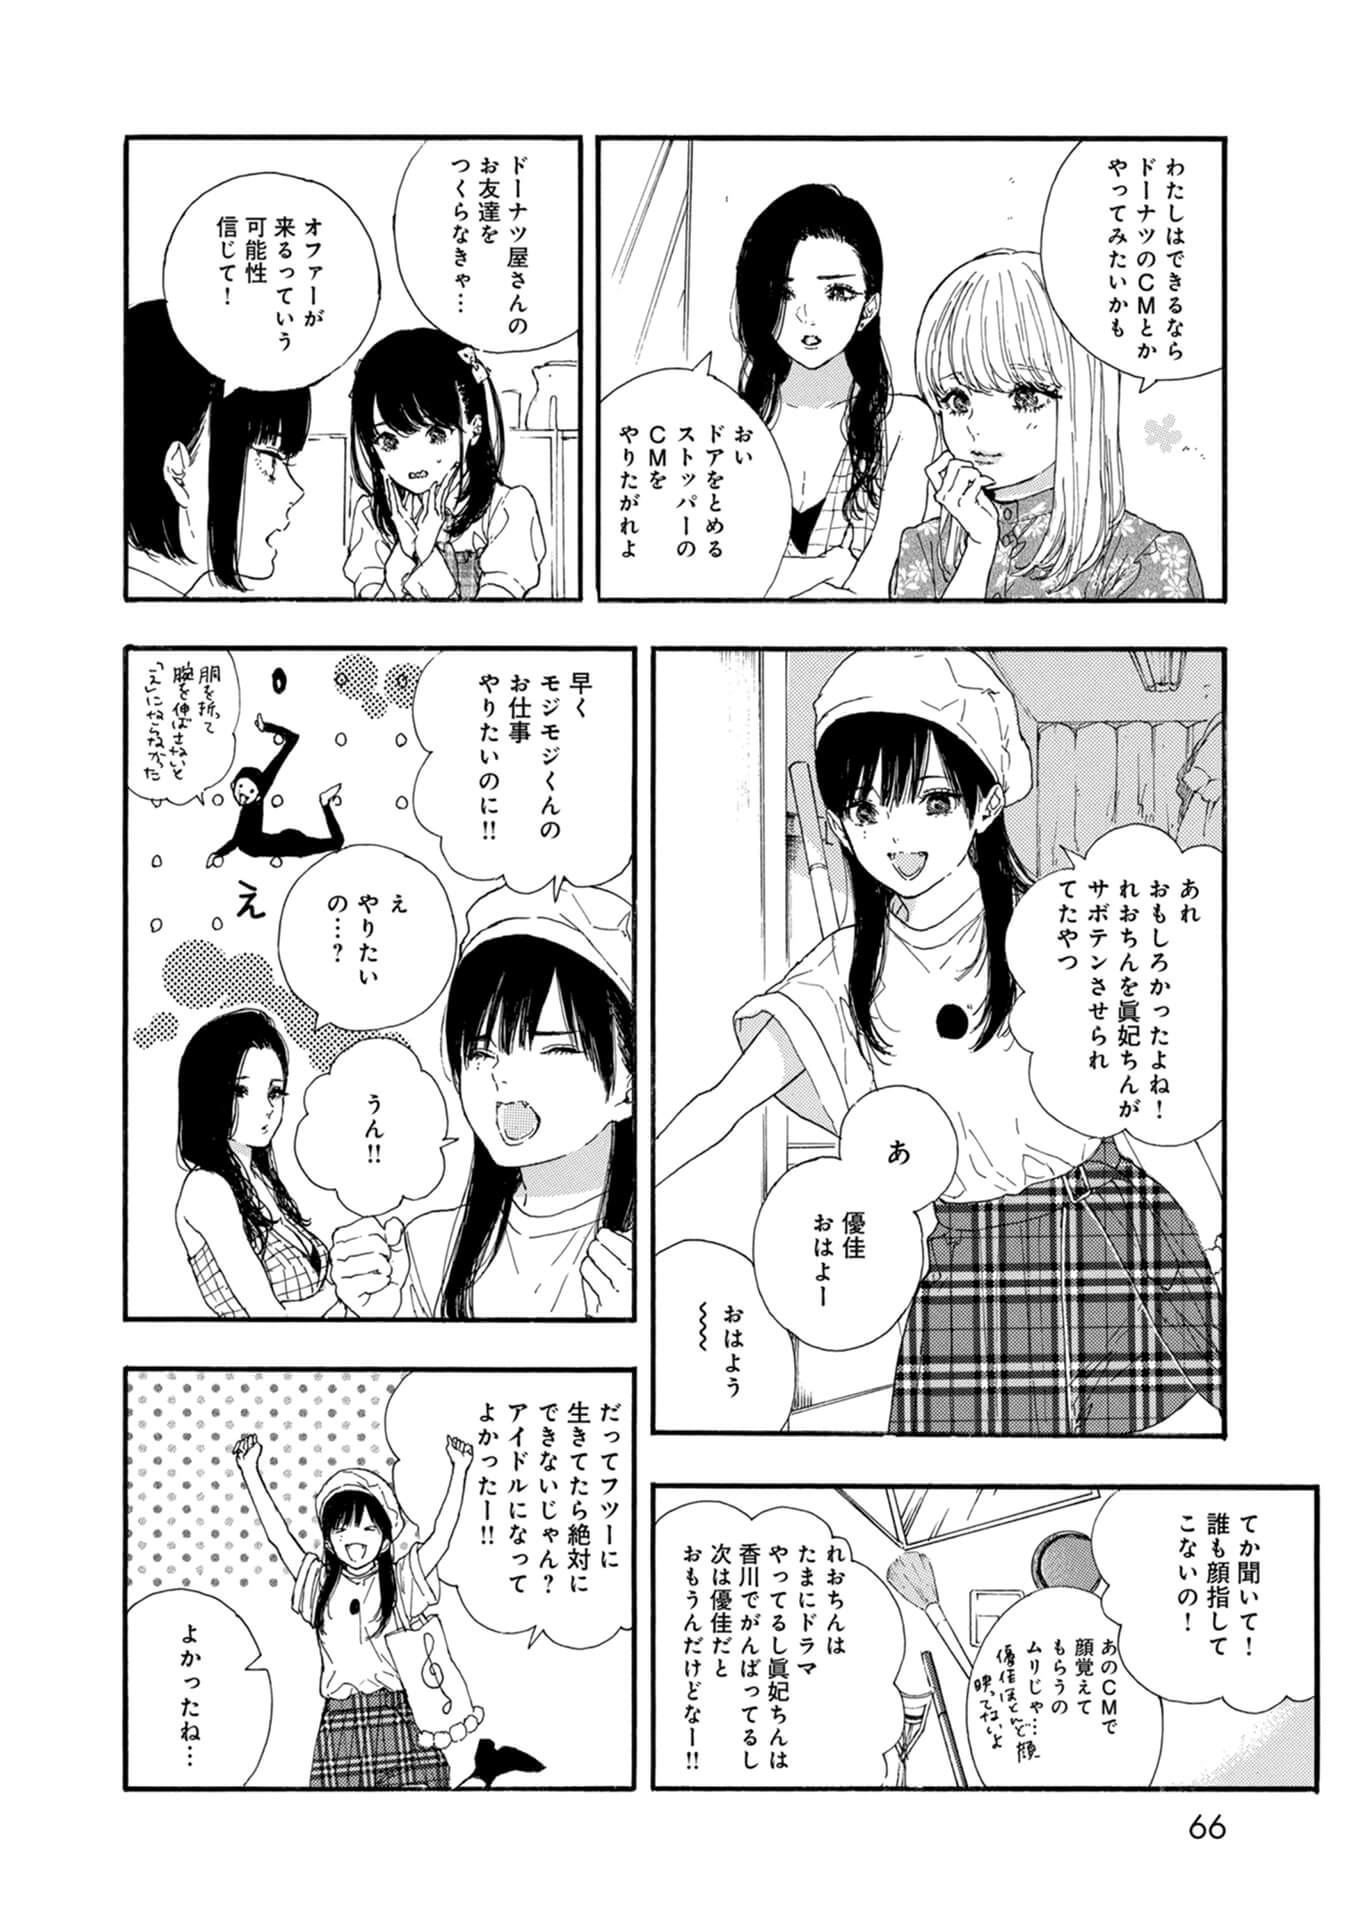 わたしはできるなら
ドーナツのCMとか
やってみたいかも
おい
ドアをとめる
ストッパーの
CMを
やりたがれよ
ドーナツ屋さんの
お友達を
つくらなきゃ…
オファーが
来るっていう
可能性
信じて!
あれ
おもしろかったよね!
れおちんを眞妃ちんが
サボテンさせられ
てたやつ
あ
優佳
おはよー
おはよう
早く
モジモジくんの
お仕事
やりたいのに!!
胴を折って
腕を伸ばさないと
「え」にならなかった
え
え
やりたい
の…?
うん!!
てか聞いて!
誰も顔指して
こないの!
あのCMで
顔覚えて
もらうの
ムリじゃ…
優佳ほとんど顔
映ってないよ
れおちんは
たまにドラマ
やってるし眞妃ちんは
香川でがんばってるし
次は優佳だと
おもうんだけどなー!!
だってフツーに
生きてたら絶対に
できないじゃん?
アイドルになって
よかったー!!
よかったね…
66